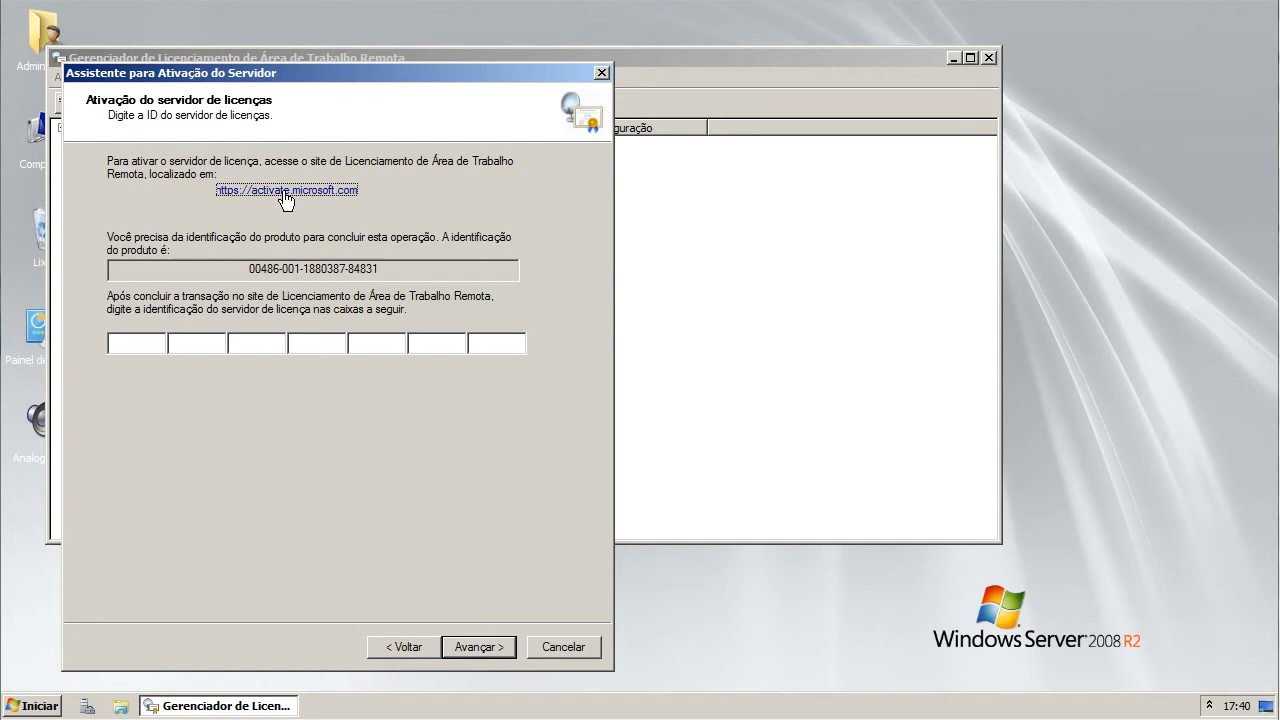 Admin
Comp
Lix
Painel de
Analog
Gerenciador de Licenciamento de Área de Trabalho Remota
A
Assistente para Ativação do Servidor
Ativação do servidor de licenças
Digite a ID do servidor de licenças.
guração
Para ativar o servidor de licença, acesse o site de Licenciamento de Área de Trabalho
Remota, localizado em:
https://activate.microsoft.com
Você precisa da identificação do produto para concluir esta operação. A identificação
do produto é:
00486-001-1880387-84831
Após concluir a transação no site de Licenciamento de Área de Trabalho Remota,
digite a identificação do servidor de licença nas caixas a seguir.
< Voltar
Avançar >
Cancelar
Windows Server 2008 R2
Iniciar
Gerenciador de Licen...
17:40